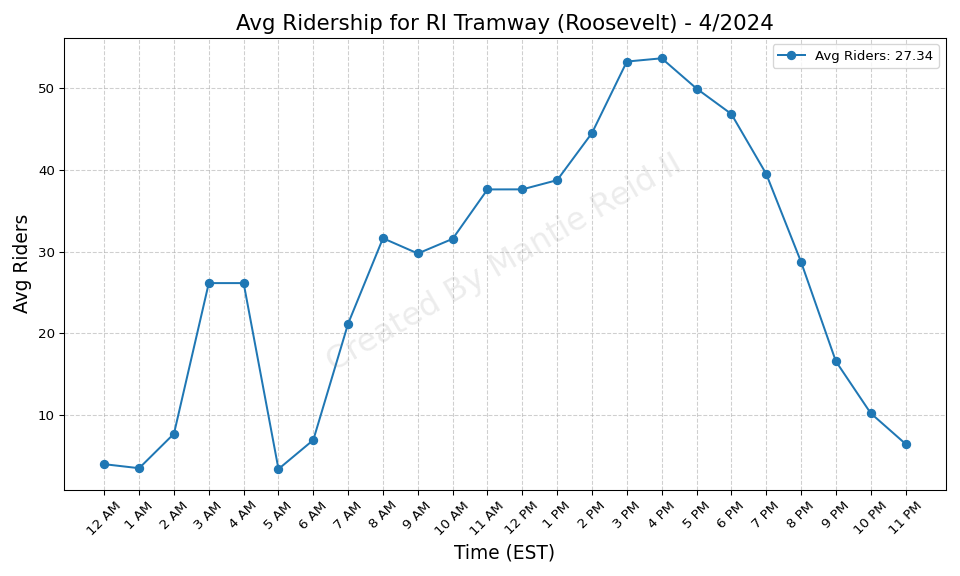 Avg Ridership for RI Tramway (Roosevelt) - 4/2024
Avg Riders: 27.34
50
40
30
20
10
Avg Riders
Created By Mantle Reid II
12 AM
1 AM
2 AM
3 AM
4 AM
5 AM
6 AM
7 AM
8 AM
9 AM
10 AM
11 AM
12 PM
1 PM
2 PM
3 PM
4 PM
5 PM
6 PM
7 PM
8 PM
9 PM
10 PM
11 PM
Time (EST)